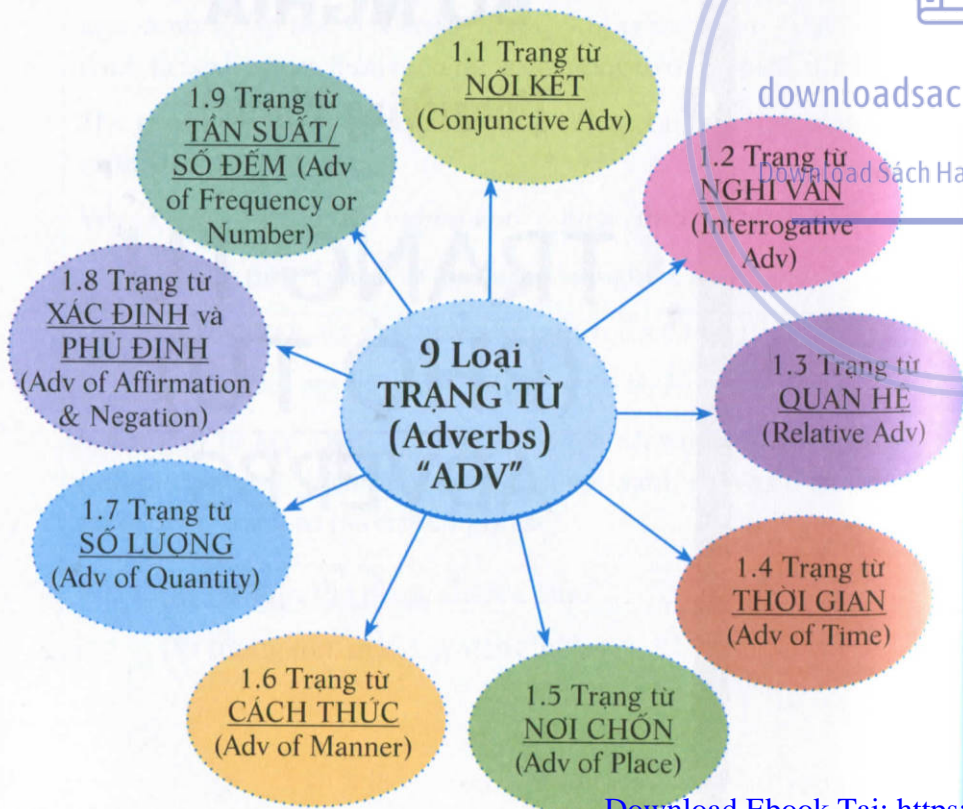 1.1 Trạng từ
NỐI KẾT
(Conjunctive Adv)
1.2 Trạng từ
NGHI VẤN
(Interrogative
Adv)
1.3 Trạng từ
QUAN HỆ
(Relative Adv)
1.4 Trạng từ
THỜI GIAN
(Adv of Time)
1.5 Trạng từ
NƠI CHỐN
(Adv of Place)
1.6 Trạng từ
CÁCH THỨC
(Adv of Manner)
1.7 Trạng từ
SỐ LƯỢNG
(Adv of Quantity)
1.8 Trạng từ
XÁC ĐỊNH và
PHỦ ĐỊNH
(Adv of Affirmation
& Negation)
1.9 Trạng từ
TẦN SUẤT/
SỐ ĐẾM (Adv
of Frequency or
Number)
9 Loại
TRẠNG TỪ
(Adverbs)
"ADV"
downloadsac
Download Sách Ha
Download Ebook Tai: https: